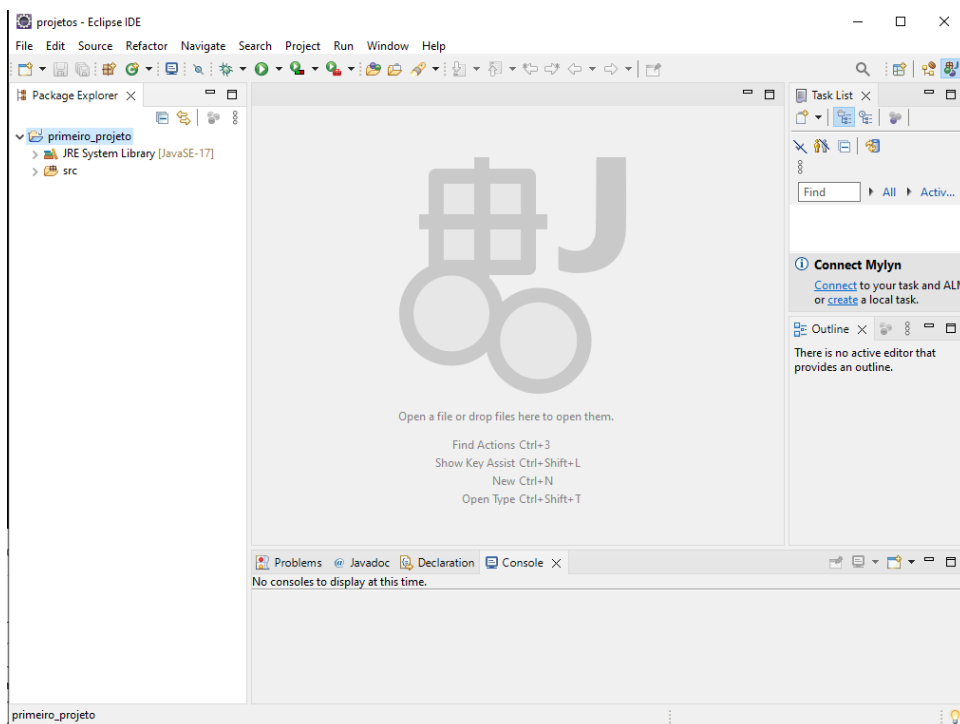 projetos - Eclipse IDE
File Edit Source Refactor Navigate Search Project Run Window Help
Package Explorer
primeiro_projeto
JRE System Library [JavaSE-17]
src
Open a file or drop files here to open them.
Find Actions Ctrl+3
Show Key Assist Ctrl+Shift+L
New Ctrl+N
Open Type Ctrl+Shift+T
Task List
Find All Activ...
Connect Mylyn
Connect to your task and ALM
or create a local task.
Outline
There is no active editor that
provides an outline.
Problems Javadoc Declaration Console
No consoles to display at this time.
primeiro_projeto